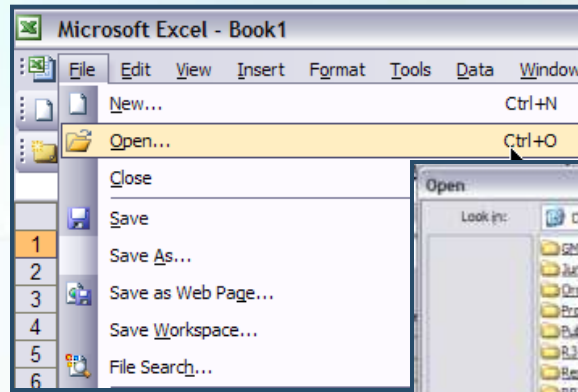 Microsoft Excel - Book1
File Edit View Insert Format Tools Data Window
New... Ctrl+N
Open... Ctrl+O
Close
Save
Save As...
Save as Web Page...
Save Workspace...
File Search...
1
2
3
4
5
6
Open
Look in: